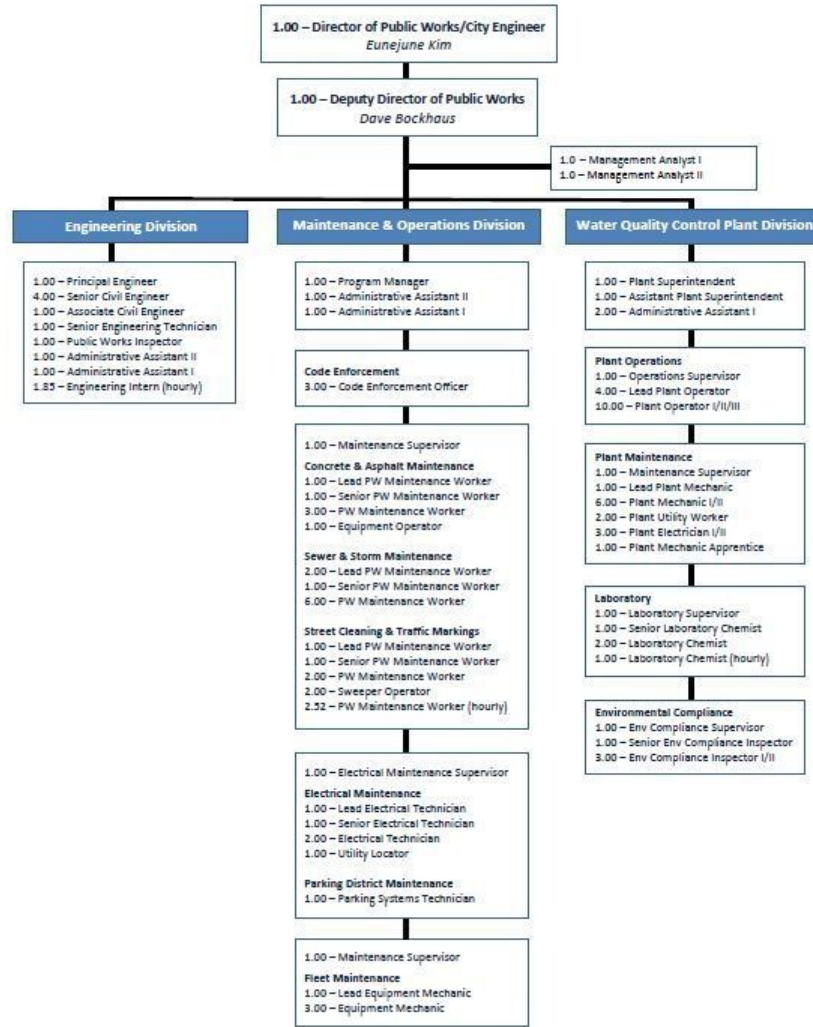 1.00 – Director of Public Works/City Engineer
Eunejune Kim
1.00 – Deputy Director of Public Works
Dave Bockhaus
1.0 – Management Analyst I
1.0 – Management Analyst II
Engineering Division
1.00 – Principal Engineer
4.00 – Senior Civil Engineer
1.00 – Associate Civil Engineer
1.00 – Senior Engineering Technician
1.00 – Public Works Inspector
1.00 – Administrative Assistant II
1.00 – Administrative Assistant I
1.85 – Engineering Intern (hourly)
Maintenance & Operations Division
1.00 – Program Manager
1.00 – Administrative Assistant II
1.00 – Administrative Assistant I
Code Enforcement
3.00 – Code Enforcement Officer
1.00 – Maintenance Supervisor
Concrete & Asphalt Maintenance
1.00 – Lead PW Maintenance Worker
1.00 – Senior PW Maintenance Worker
3.00 – PW Maintenance Worker
1.00 – Equipment Operator
Sewer & Storm Maintenance
2.00 – Lead PW Maintenance Worker
1.00 – Senior PW Maintenance Worker
6.00 – PW Maintenance Worker
Street Cleaning & Traffic Markings
1.00 – Lead PW Maintenance Worker
1.00 – Senior PW Maintenance Worker
2.00 – PW Maintenance Worker
2.00 – Sweeper Operator
2.52 – PW Maintenance Worker (hourly)
1.00 – Electrical Maintenance Supervisor
Electrical Maintenance
1.00 – Lead Electrical Technician
1.00 – Senior Electrical Technician
2.00 – Electrical Technician
1.00 – Utility Locator
Parking District Maintenance
1.00 – Parking Systems Technician
1.00 – Maintenance Supervisor
Fleet Maintenance
1.00 – Lead Equipment Mechanic
3.00 – Equipment Mechanic
Water Quality Control Plant Division
1.00 – Plant Superintendent
1.00 – Assistant Plant Superintendent
2.00 – Administrative Assistant I
Plant Operations
1.00 – Operations Supervisor
4.00 – Lead Plant Operator
10.00 – Plant Operator I/II/III
Plant Maintenance
1.00 – Maintenance Supervisor
1.00 – Lead Plant Mechanic
6.00 – Plant Mechanic I/II
2.00 – Plant Utility Worker
3.00 – Plant Electrician I/II
1.00 – Plant Mechanic Apprentice
Laboratory
1.00 – Laboratory Supervisor
1.00 – Senior Laboratory Chemist
2.00 – Laboratory Chemist
1.00 – Laboratory Chemist (hourly)
Environmental Compliance
1.00 – Env Compliance Supervisor
1.00 – Senior Env Compliance Inspector
3.00 – Env Compliance Inspector I/II